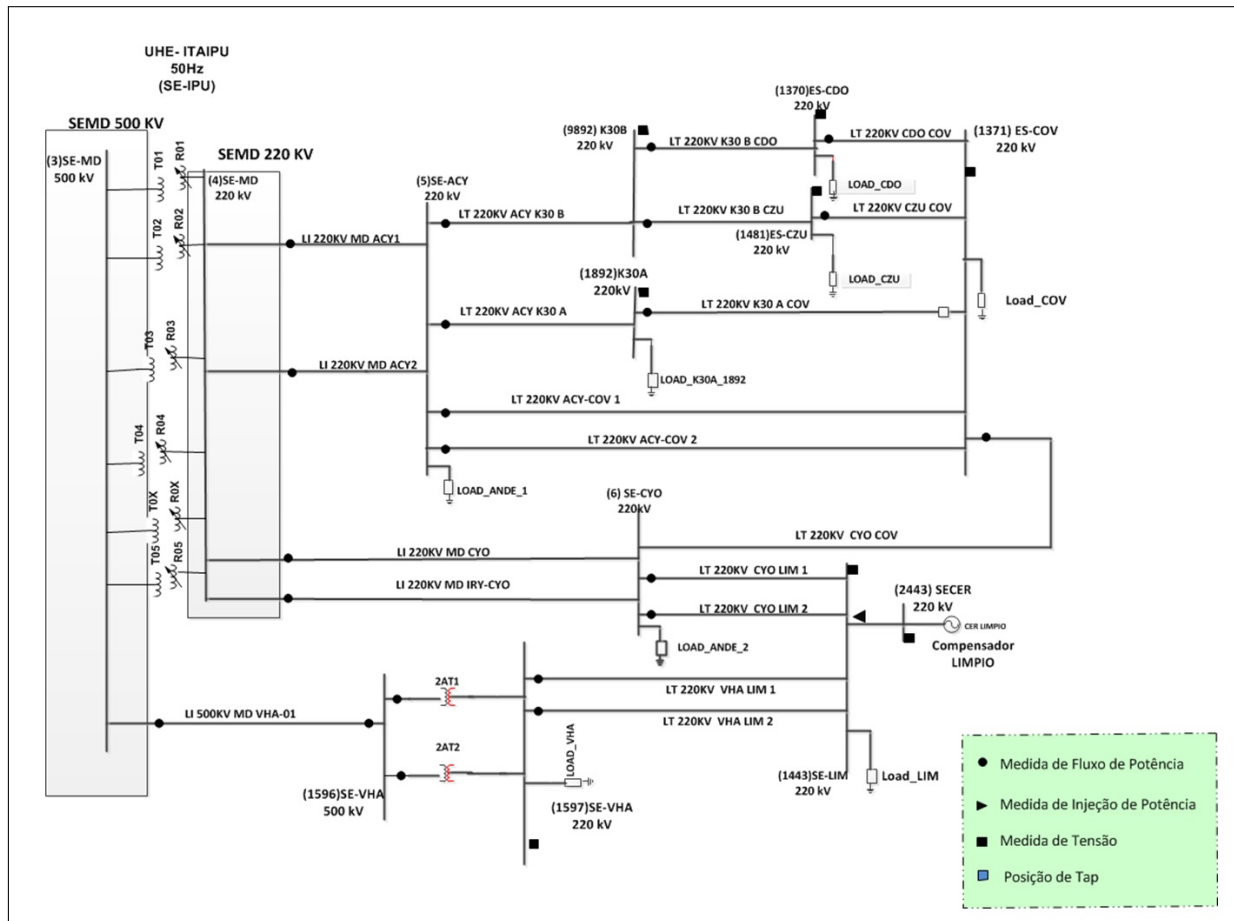 UHE- ITAIPU
50Hz
(SE-IPU)
SEMD 500 KV
SEMD 220 KV
(3)SE-MD
500 kV
(4)SE-MD
220 kV
T01
R01
T02
R02
T03
R03
T04
R04
T0X
R0X
T05
R05
(5)SE-ACY
220 kV
(9892) K30B
220 kV
(1370)ES-CDO
220 kV
(1371) ES-COV
220 kV
LT 220KV K30 B CDO
LT 220KV CDO COV
LOAD_CDO
LT 220KV ACY K30 B
LT 220KV K30 B CZU
LT 220KV CZU COV
(1481)ES-CZU
220 kV
LOAD_CZU
LI 220KV MD ACY1
(1892)K30A
220kV
LT 220KV K30 A COV
Load_COV
LT 220KV ACY K30 A
LOAD_K30A_1892
LI 220KV MD ACY2
LT 220KV ACY-COV 1
LT 220KV ACY-COV 2
LOAD_ANDE_1
(6) SE-CYO
220kV
LT 220KV CYO COV
LI 220KV MD CYO
LI 220KV MD IRY-CYO
LT 220KV CYO LIM 1
LT 220KV CYO LIM 2
LOAD_ANDE_2
(2443) SECER
220 kV
CER LIMPIO
Compensador
LIMPIO
LI 500KV MD VHA-01
2AT1
2AT2
LT 220KV VHA LIM 1
LT 220KV VHA LIM 2
LOAD_VHA
(1596)SE-VHA
500 kV
(1597)SE-VHA
220 kV
(1443)SE-LIM
220 kV
Load_LIM
Medida de Fluxo de Potência
Medida de Injeção de Potência
Medida de Tensão
Posição de Tap